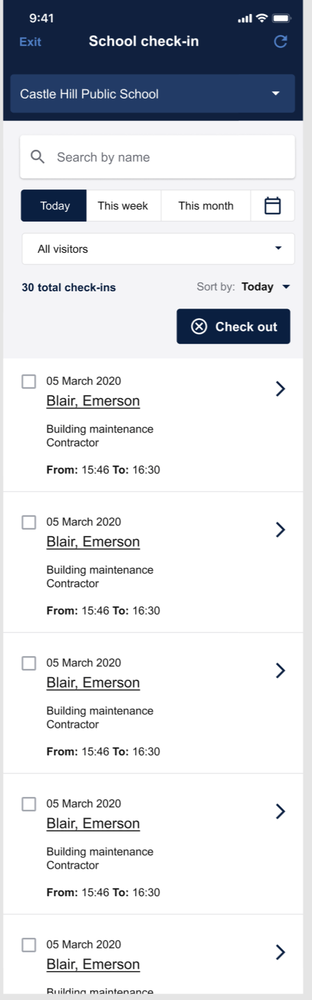 9:41
Exit School check-in
Castle Hill Public School
Search by name
Today This week This month
All visitors
30 total check-ins Sort by: Today
Check out
05 March 2020
Blair, Emerson
Building maintenance
Contractor
From: 15:46 To: 16:30
05 March 2020
Blair, Emerson
Building maintenance
Contractor
From: 15:46 To: 16:30
05 March 2020
Blair, Emerson
Building maintenance
Contractor
From: 15:46 To: 16:30
05 March 2020
Blair, Emerson
Building maintenance
Contractor
From: 15:46 To: 16:30
05 March 2020
Blair, Emerson
Building maintenance